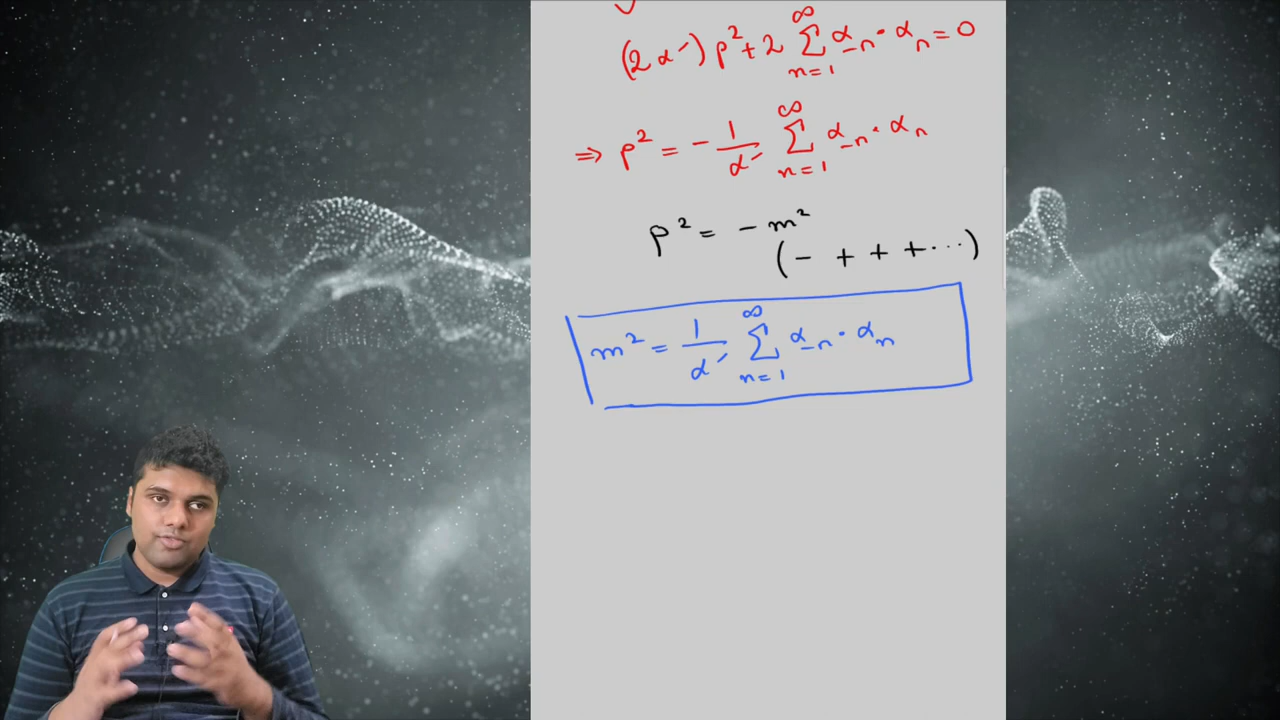 (2α′) p² + 2 ∑_{n=1}^{∞} α_{-n} · α_n = 0
⇒ p² = - 1/α′ ∑_{n=1}^{∞} α_{-n} · α_n
p² = - m²
(- + + + ···)
m² = 1/α′ ∑_{n=1}^{∞} α_{-n} · α_n